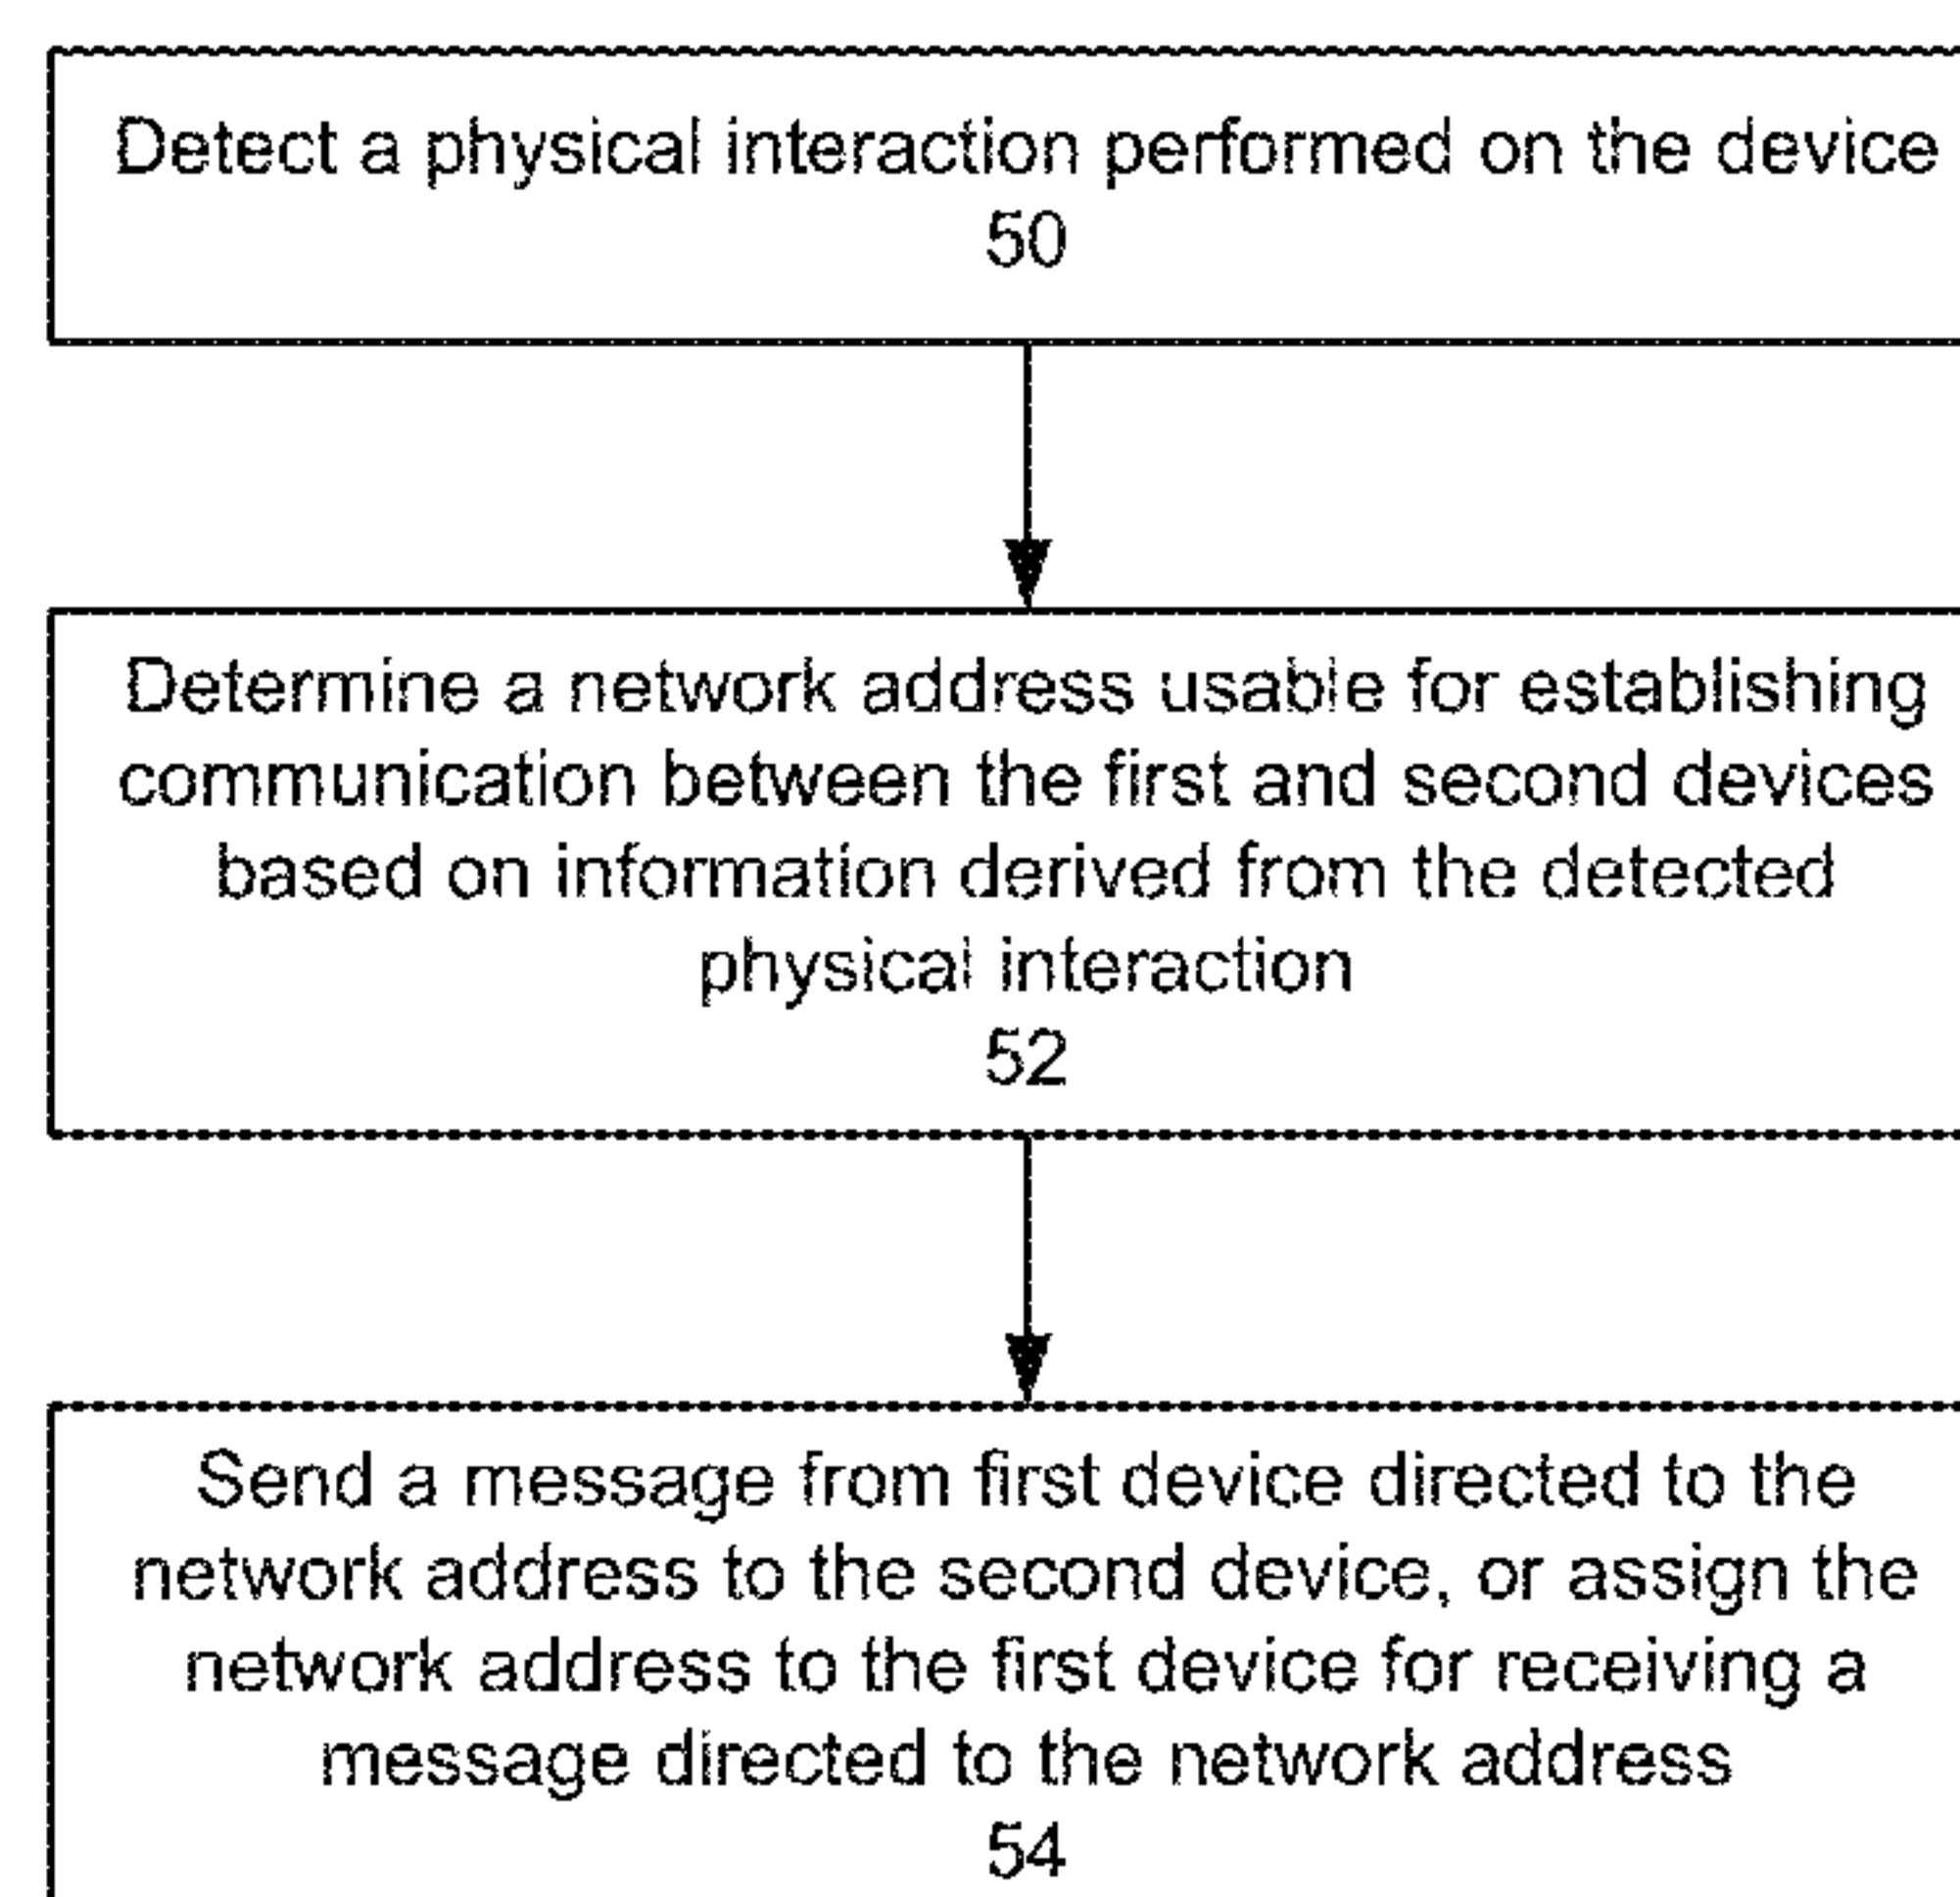 Detect a physical interaction performed on the device
50
Determine a network address usable for establishing
communication between the first and second devices
based on information derived from the detected
physical interaction
52
Send a message from first device directed to the
network address to the second device, or assign the
network address to the first device for receiving a
message directed to the network address
54